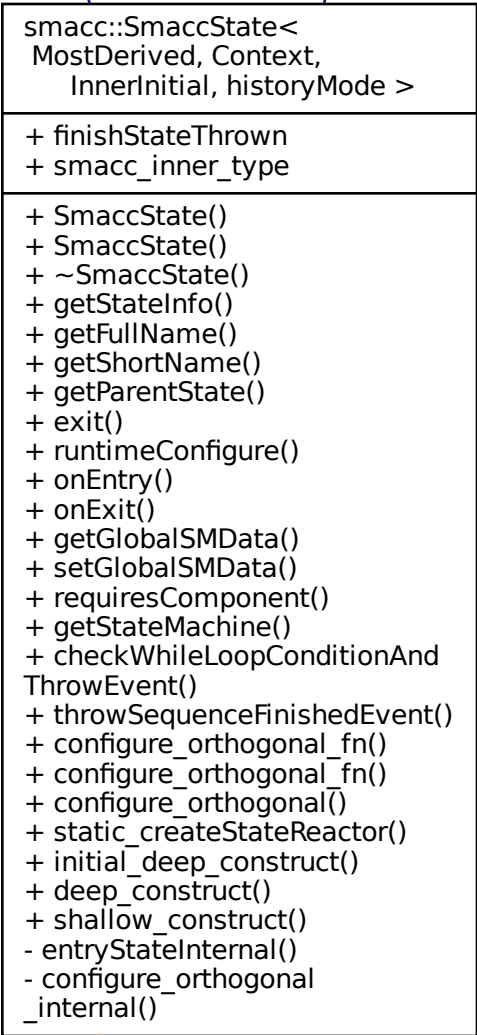 smacc::SmaccState<
MostDerived, Context,
InnerInitial, historyMode >
+ finishStateThrown
+ smacc_inner_type
+ SmaccState()
+ SmaccState()
+ ~SmaccState()
+ getStateInfo()
+ getFullName()
+ getShortName()
+ getParentState()
+ exit()
+ runtimeConfigure()
+ onEntry()
+ onExit()
+ getGlobalSMData()
+ setGlobalSMData()
+ requiresComponent()
+ getStateMachine()
+ checkWhileLoopConditionAnd
ThrowEvent()
+ throwSequenceFinishedEvent()
+ configure_orthogonal_fn()
+ configure_orthogonal_fn()
+ configure_orthogonal()
+ static_createStateReactor()
+ initial_deep_construct()
+ deep_construct()
+ shallow_construct()
- entryStateInternal()
- configure_orthogonal
_internal()